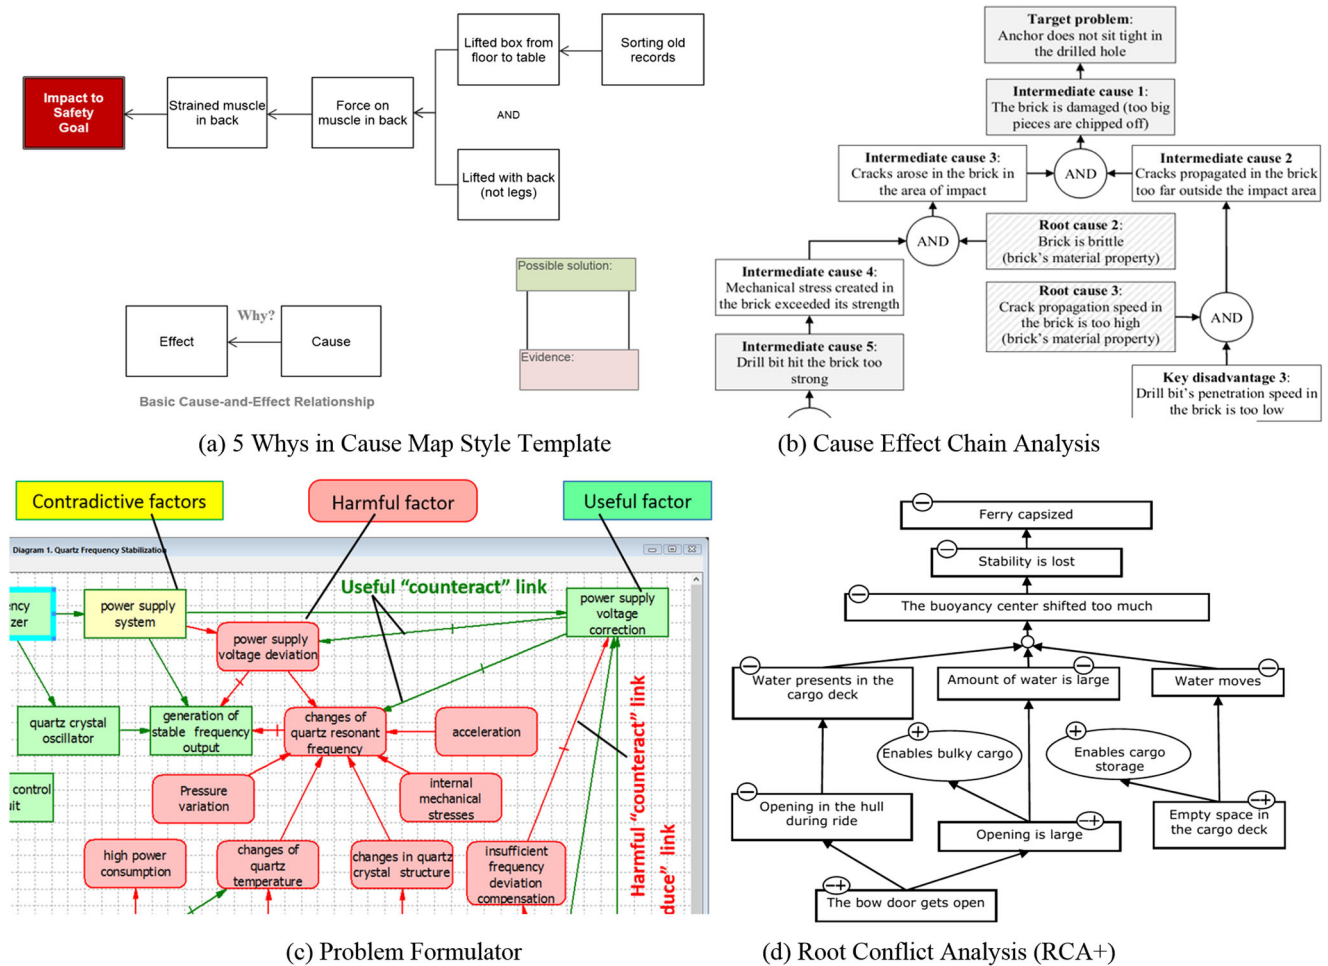 Impact to
Safety
Goal
Strained muscle
in back
Force on
muscle in back
Lifted box from
floor to table
Sorting old
records
AND
Lifted with back
(not legs)
Effect
Why?
Cause
Basic Cause-and-Effect Relationship
Possible solution:
Evidence:
(a) 5 Whys in Cause Map Style Template
Target problem:
Anchor does not sit tight in
the drilled hole
Intermediate cause 1:
The brick is damaged (too big
pieces are chipped off)
Intermediate cause 3:
Cracks arose in the brick in
the area of impact
AND
Intermediate cause 2
Cracks propagated in the brick
too far outside the impact area
AND
Root cause 2:
Brick is brittle
(brick's material property)
Intermediate cause 4:
Mechanical stress created in
the brick exceeded its strength
Root cause 3:
Crack propagation speed in
the brick is too high
(brick's material property)
AND
Intermediate cause 5:
Drill bit hit the brick too
strong
Key disadvantage 3:
Drill bit's penetration speed in
the brick is too low
(b) Cause Effect Chain Analysis
Contradictive factors
Harmful factor
Useful factor
Diagram 1. Quartz Frequency Stabilization
Useful "counteract" link
ency
zer
power supply
system
power supply
voltage deviation
power supply
voltage
correction
quartz crystal
oscillator
generation of
stable frequency
output
changes of
quartz resonant
frequency
acceleration
control
uit
Pressure
variation
internal
mechanical
stresses
high power
consumption
changes of
quartz
temperature
changes in quartz
crystal structure
insufficient
frequency
deviation
compensation
Harmful "counteract" link
duce" link
(c) Problem Formulator
Ferry capsized
Stability is lost
The buoyancy center shifted too much
Water presents in the
cargo deck
Amount of water is large
Water moves
Enables bulky cargo
Enables cargo
storage
Opening in the hull
during ride
Opening is large
Empty space in
the cargo deck
The bow door gets open
(d) Root Conflict Analysis (RCA+)